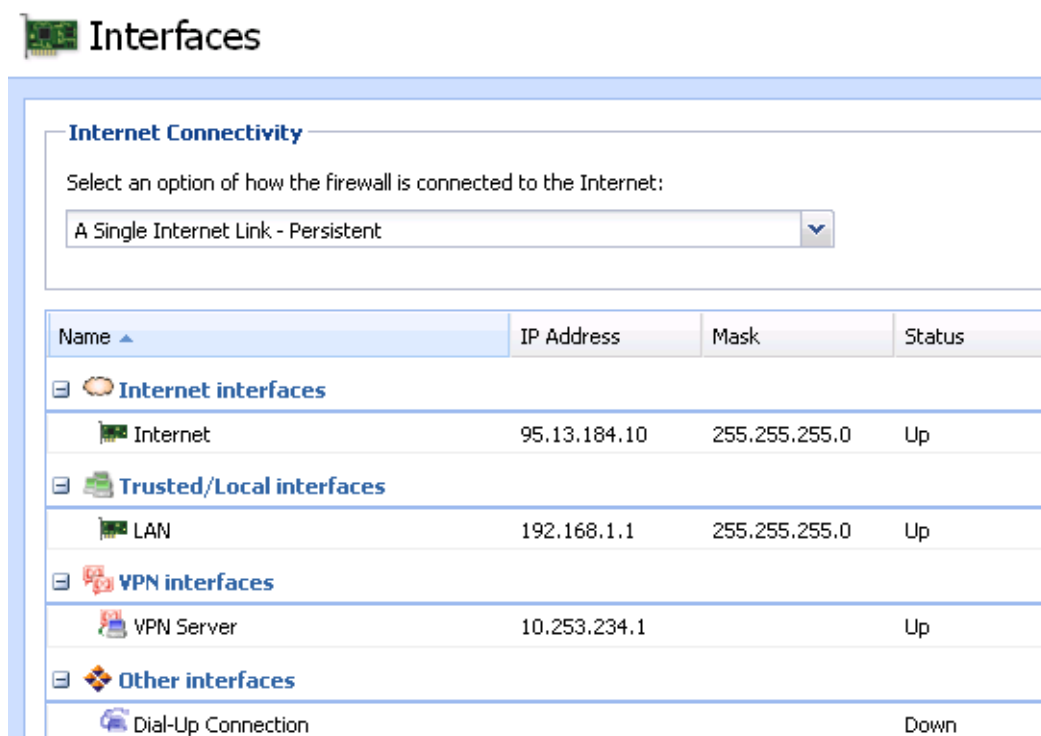 Interfaces
Internet Connectivity
Select an option of how the firewall is connected to the Internet:
A Single Internet Link - Persistent
Name IP Address Mask Status
Internet interfaces
Internet 95.13.184.10 255.255.255.0 Up
Trusted/Local interfaces
LAN 192.168.1.1 255.255.255.0 Up
VPN interfaces
VPN Server 10.253.234.1 Up
Other interfaces
Dial-Up Connection Down